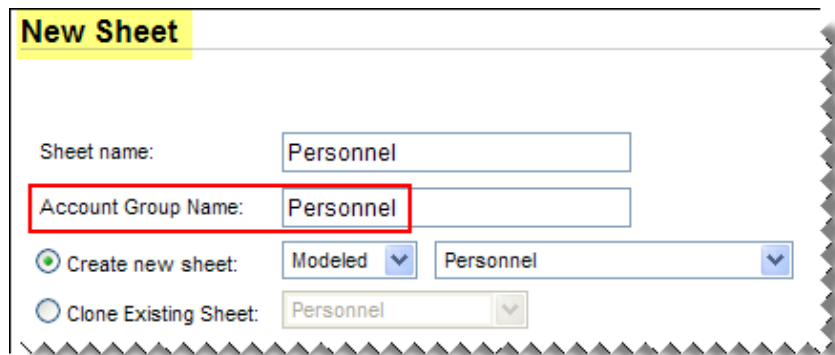 New Sheet
Sheet name: Personnel
Account Group Name: Personnel
Create new sheet: Modeled Personnel
Clone Existing Sheet: Personnel